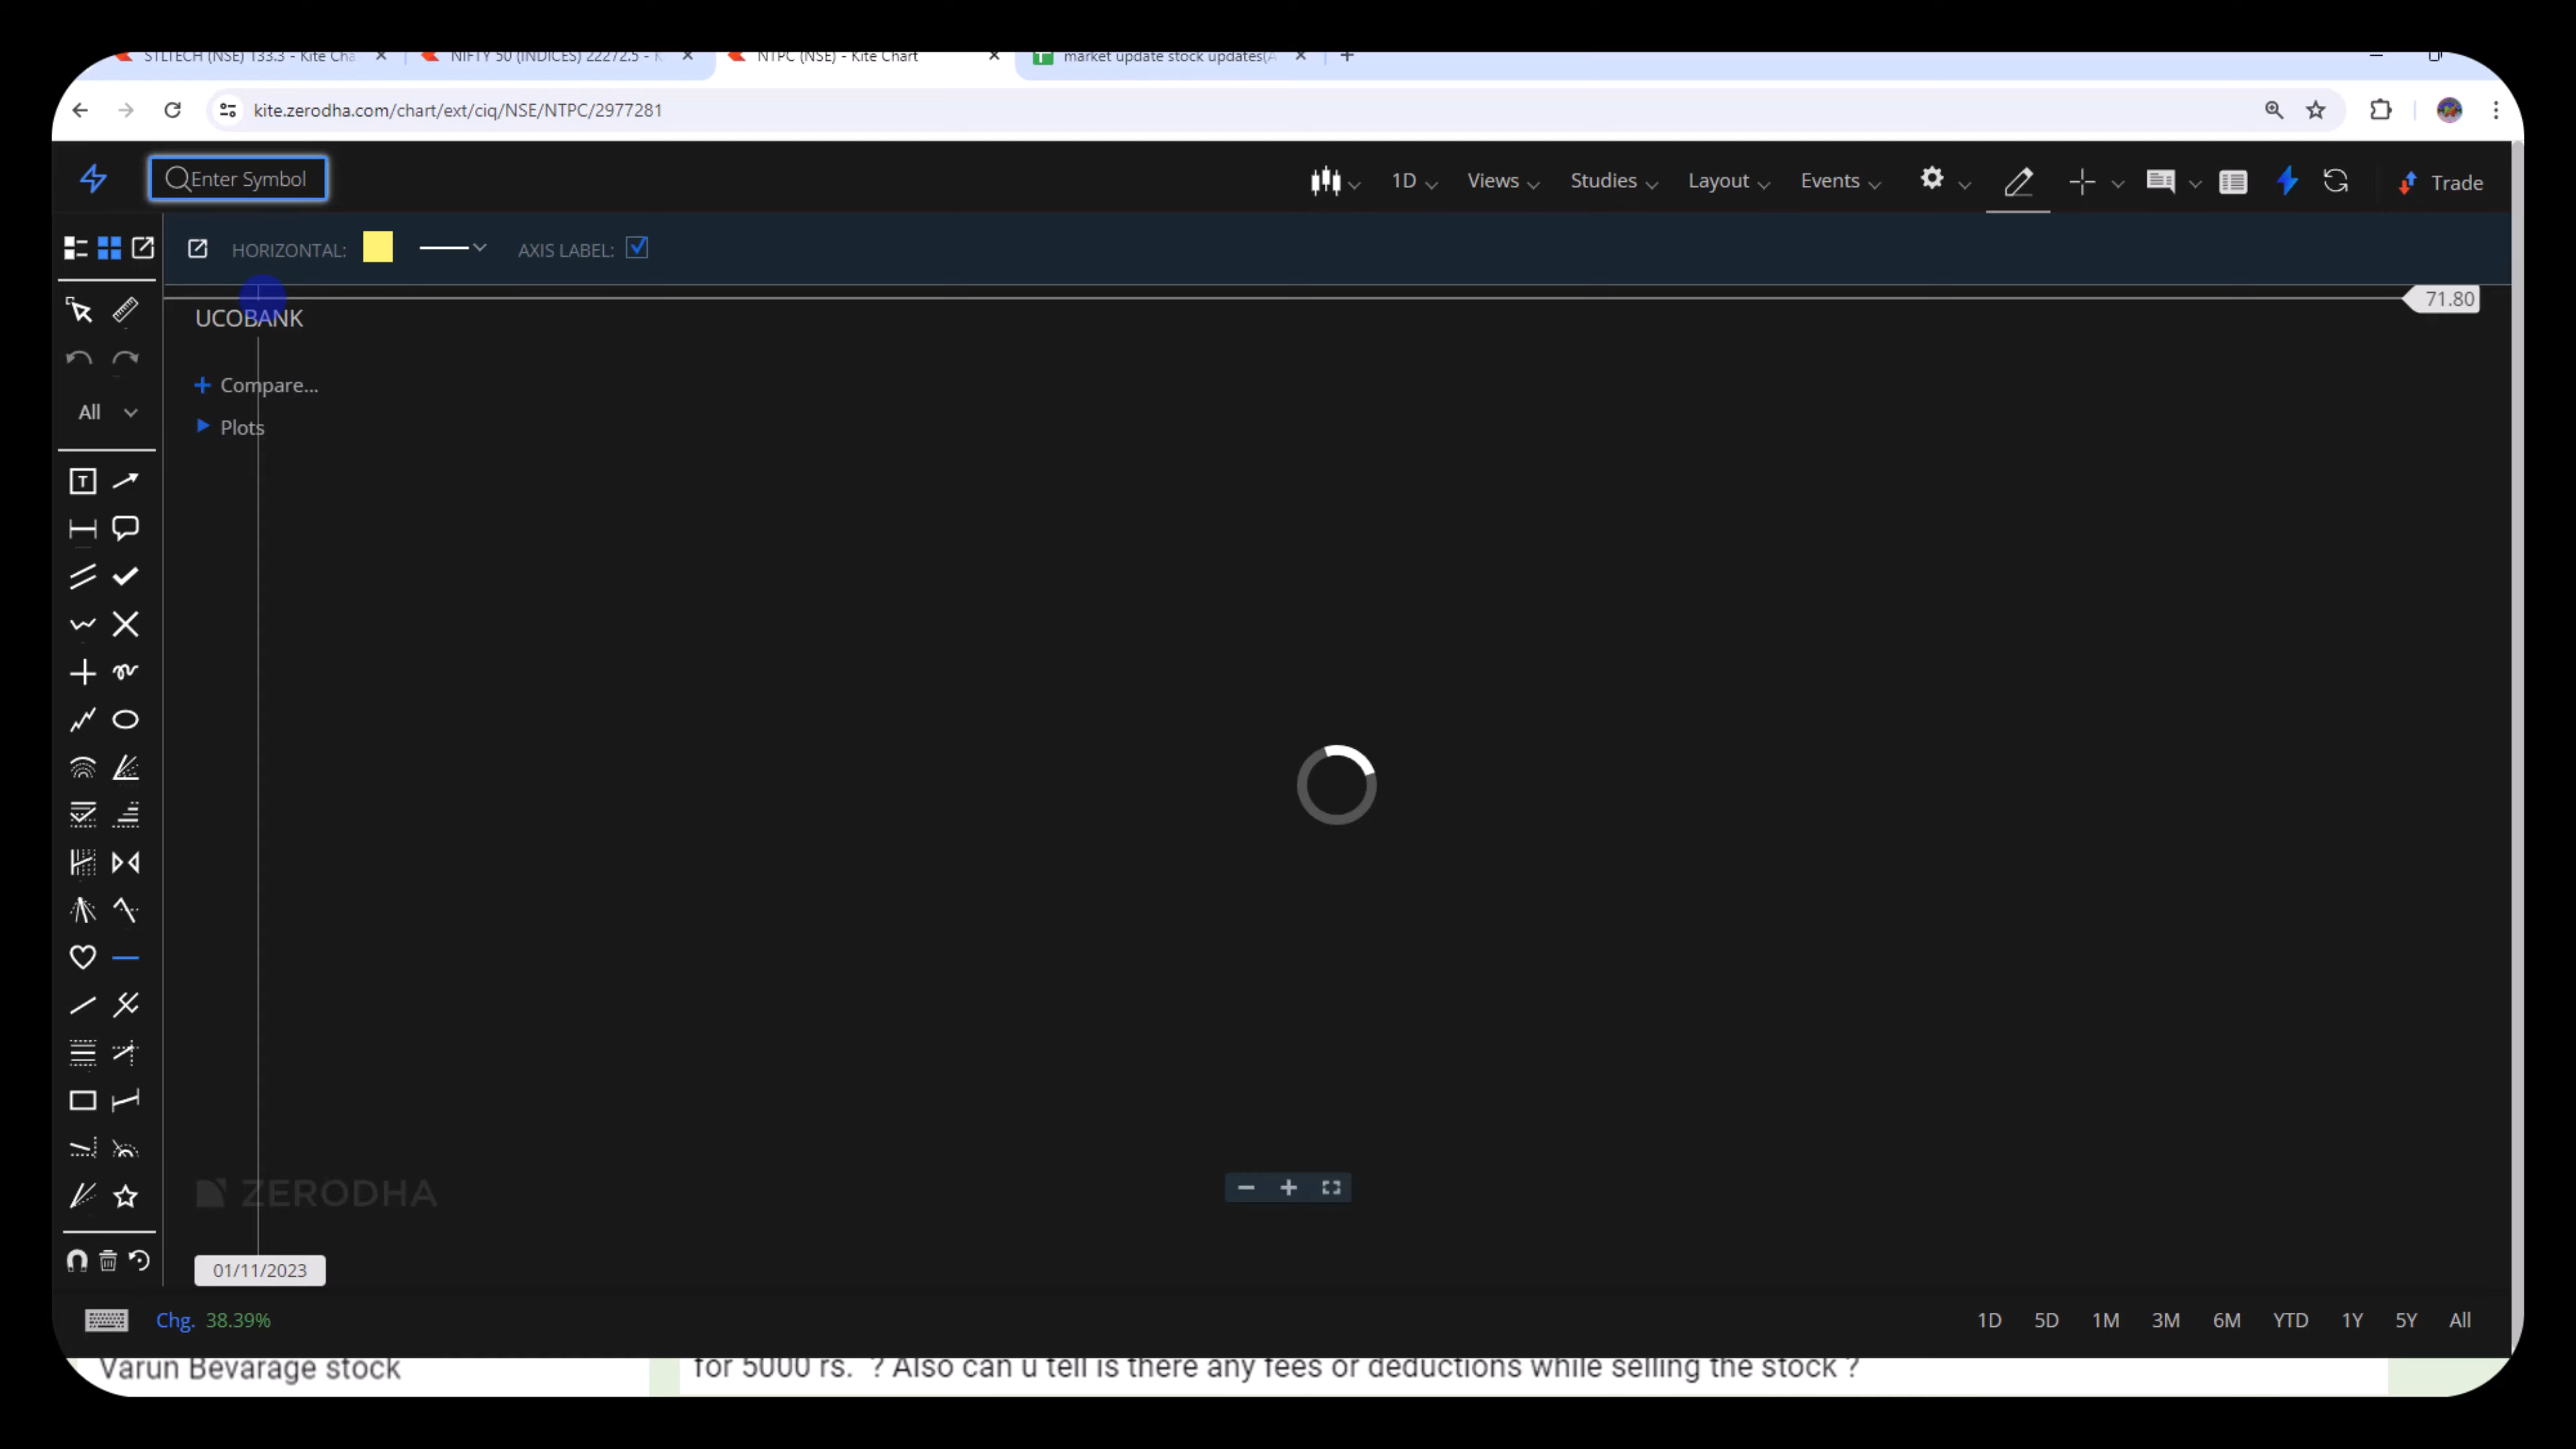 STLTECH (NSE) 133.3 - Kite Cha
NIFTY 50 (INDICES) 22272.5 - K
NTPC (NSE) - Kite Chart
market update stock updates(A
kite.zerodha.com/chart/ext/ciq/NSE/NTPC/2977281
Enter Symbol
1D
Views
Studies
Layout
Events
Trade
HORIZONTAL:
AXIS LABEL:
71.80
UCOBANK
Compare...
Plots
All
T
ZERODHA
01/11/2023
Chg. 38.39%
1D 5D 1M 3M 6M YTD 1Y 5Y All
Varun Bevarage stock
for 5000 rs. ? Also can u tell is there any fees or deductions while selling the stock ?